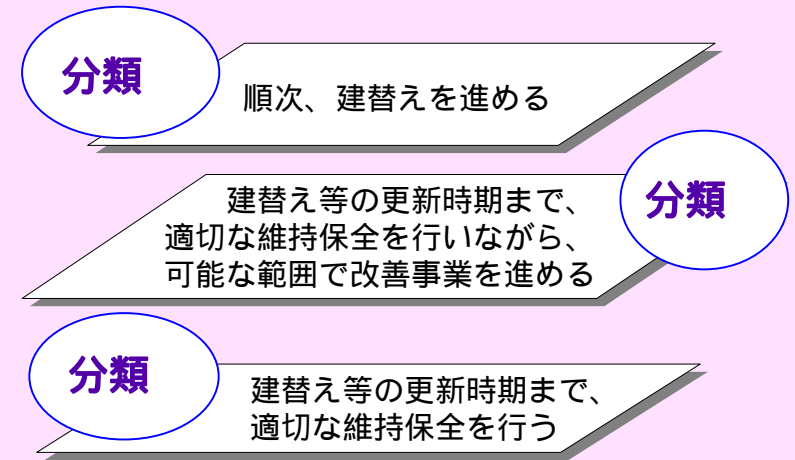 分類
順次、建替えを進める
建替え等の更新時期まで、
適切な維持保全を行いながら、
可能な範囲で改善事業を進める
分類
分類
建替え等の更新時期まで、
適切な維持保全を行う